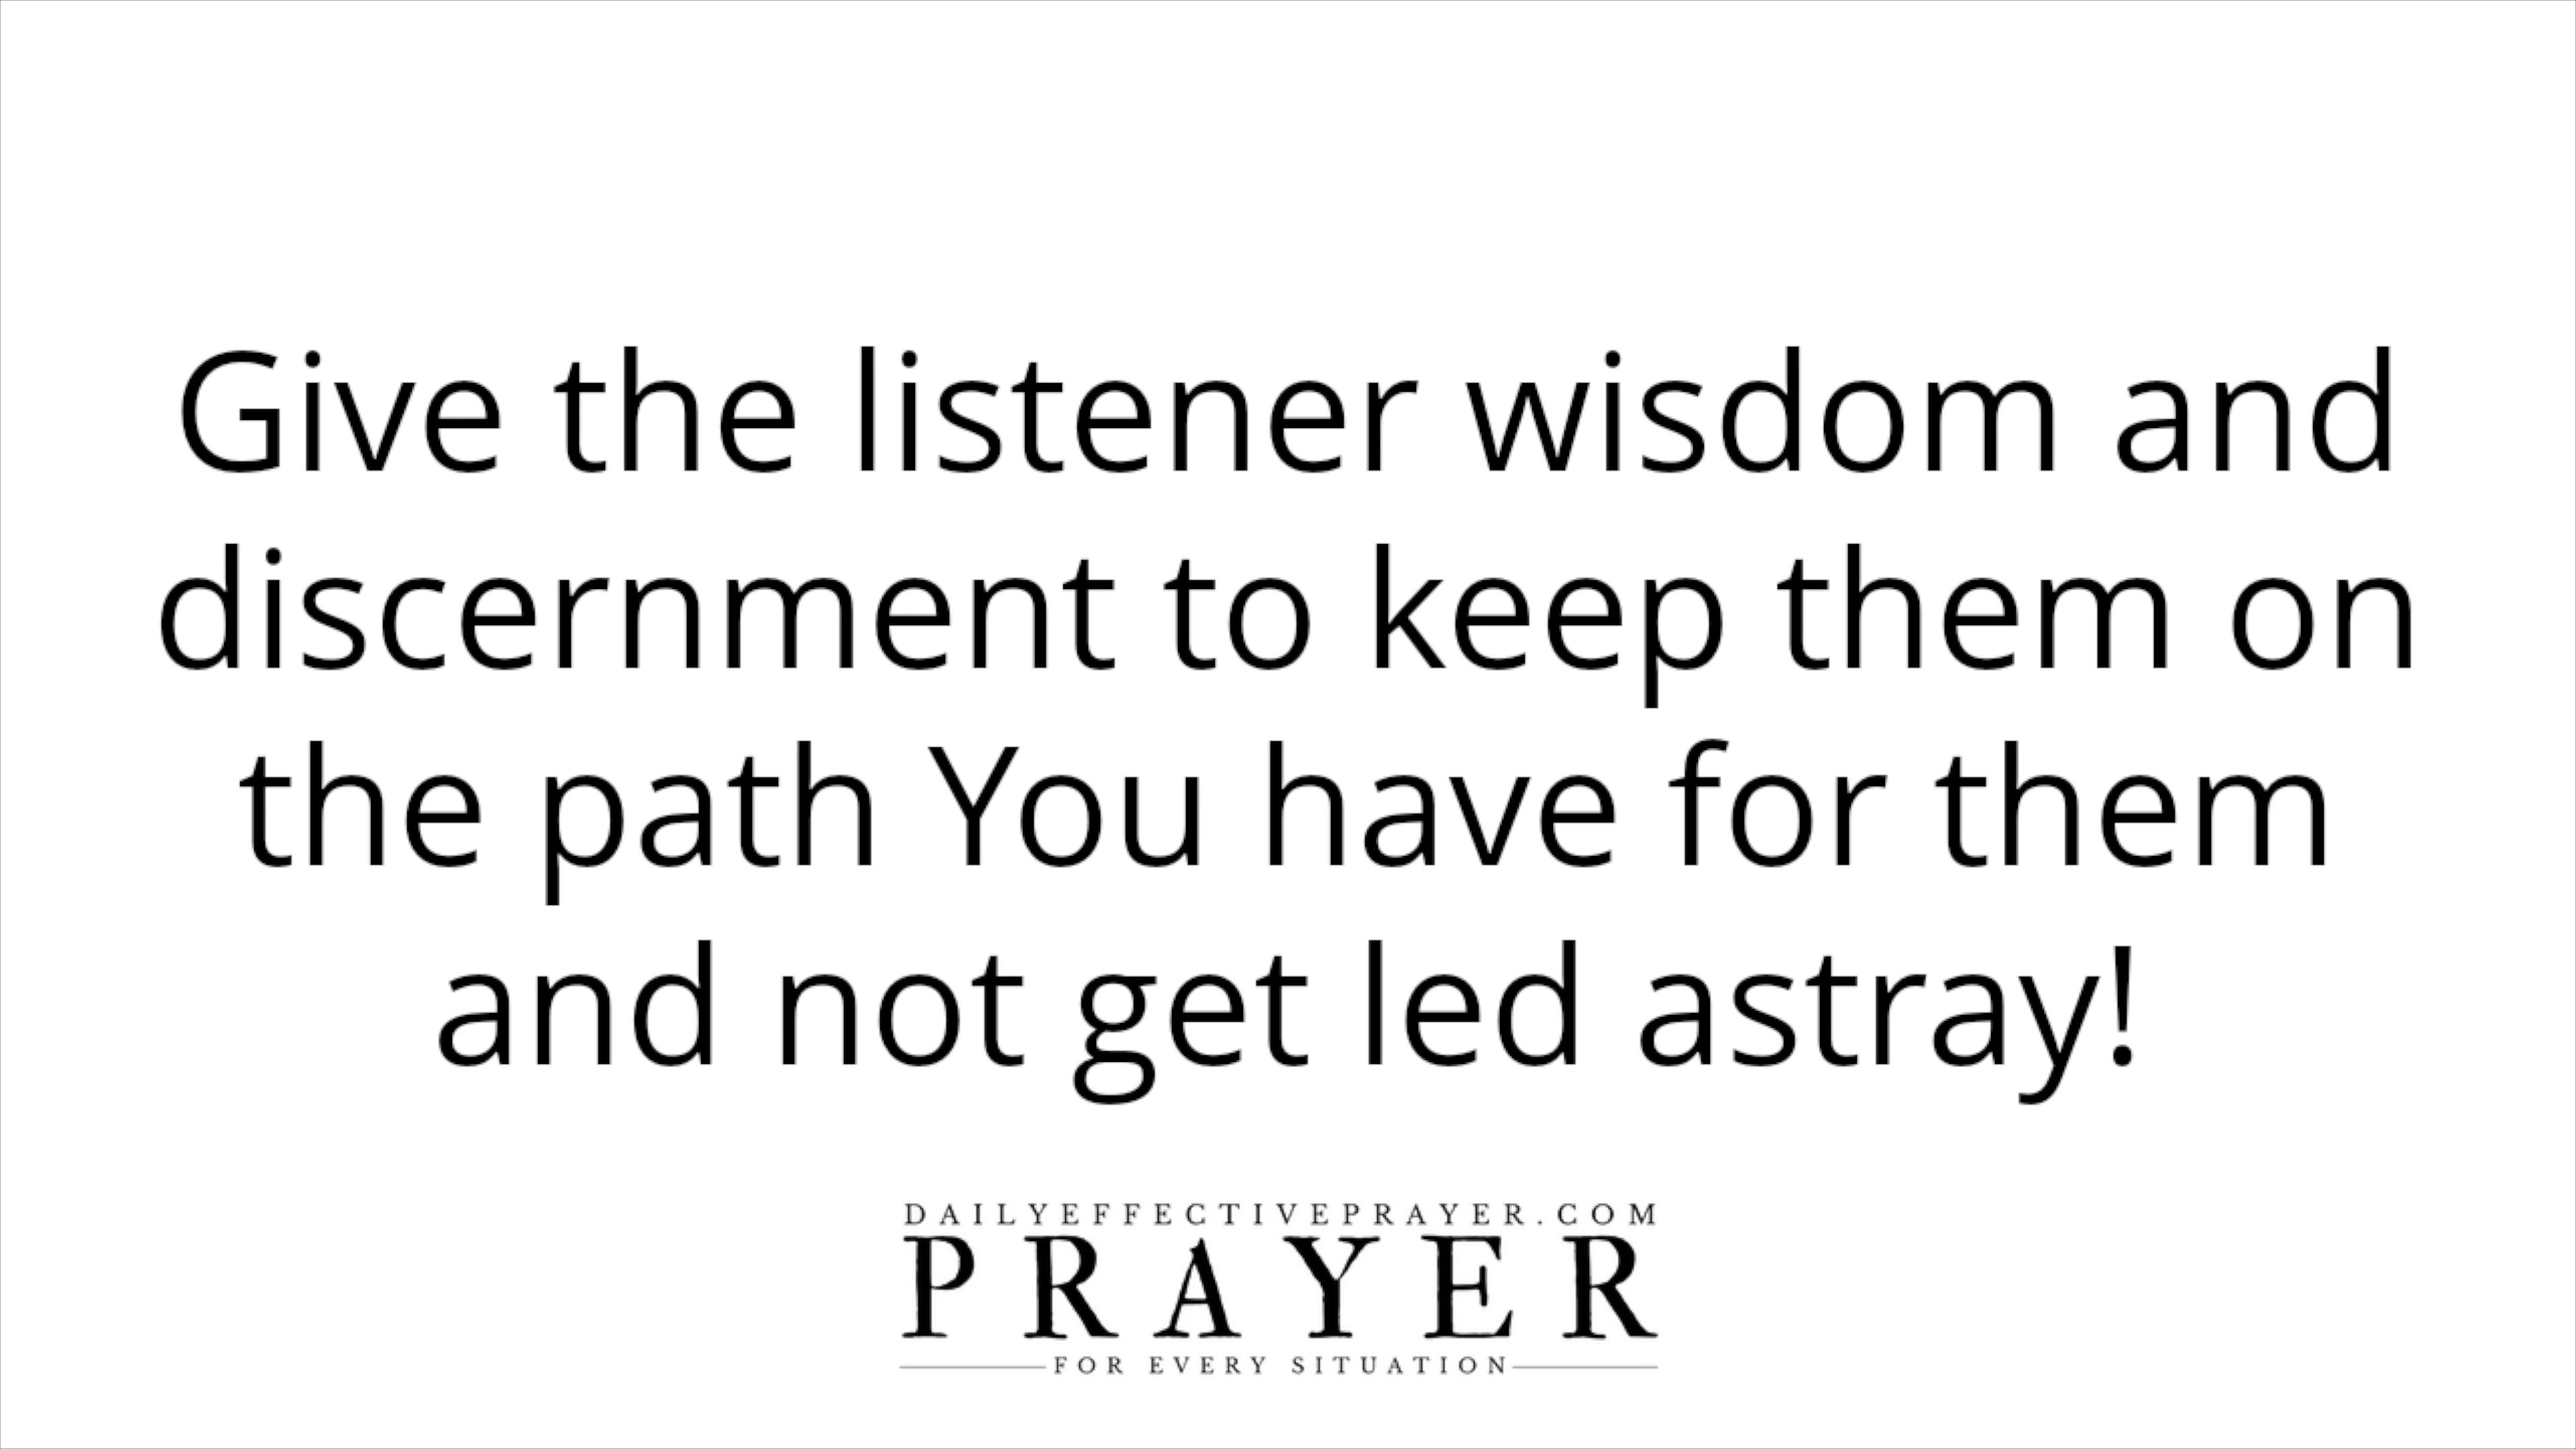 Give the listener wisdom and
discernment to keep them on
the path You have for them
and not get led astray!
DAILYEFFECTIVEPRAYER.COM
PRAYER
FOR EVERY SITUATION